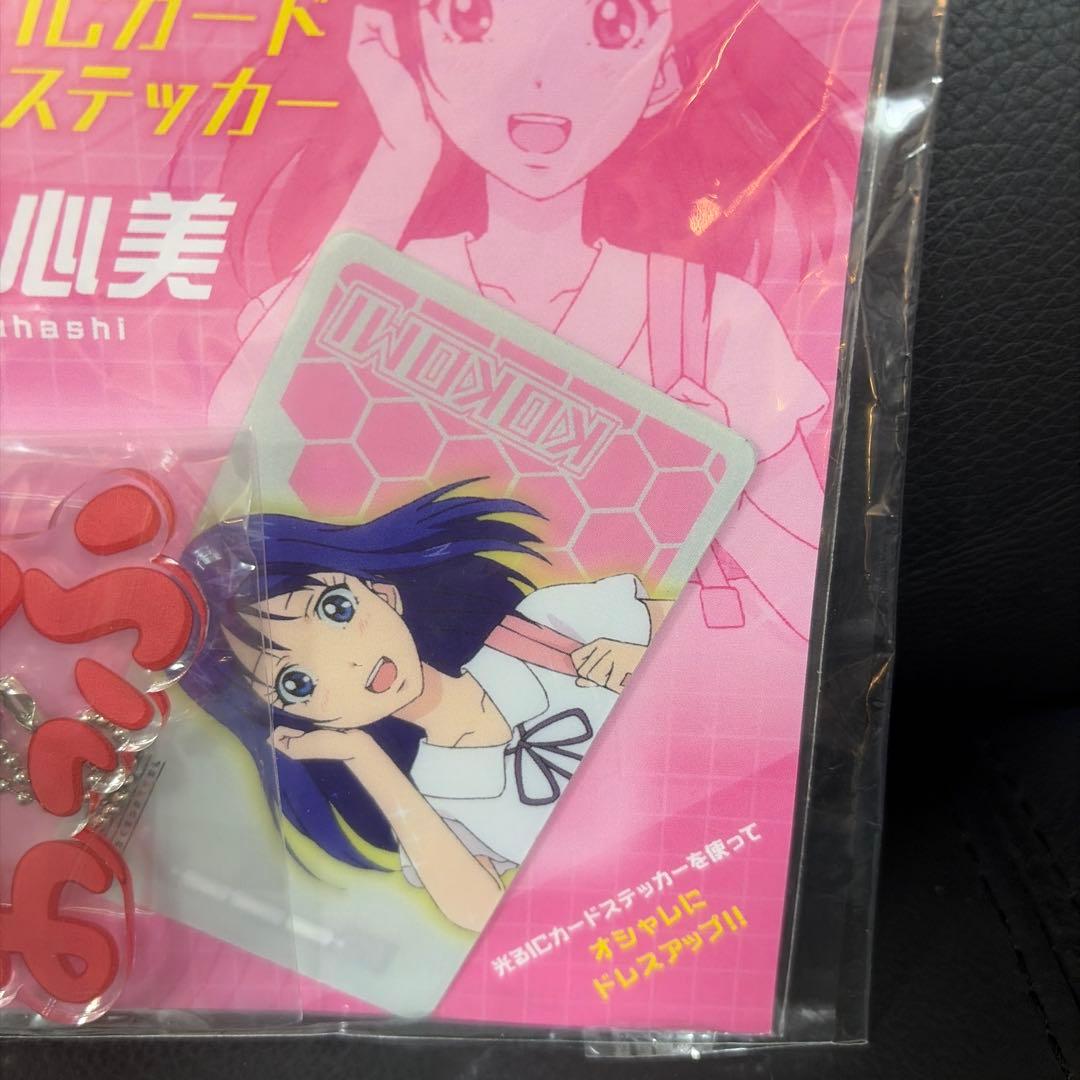 ICカード
ステッカー
心美
uhashi
KOKOMI
光るICカードステッカーを使って
オシャレに
ドレスアップ!!